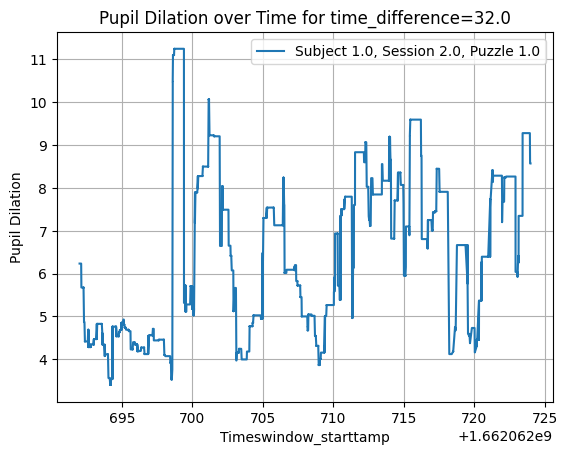 Pupil Dilation over Time for time_difference=32.0
Subject 1.0, Session 2.0, Puzzle 1.0
Pupil Dilation
11
10
9
8
7
6
5
4
695 700 705 710 715 720 725
Timeswindow_starttamp
+1.662062e9